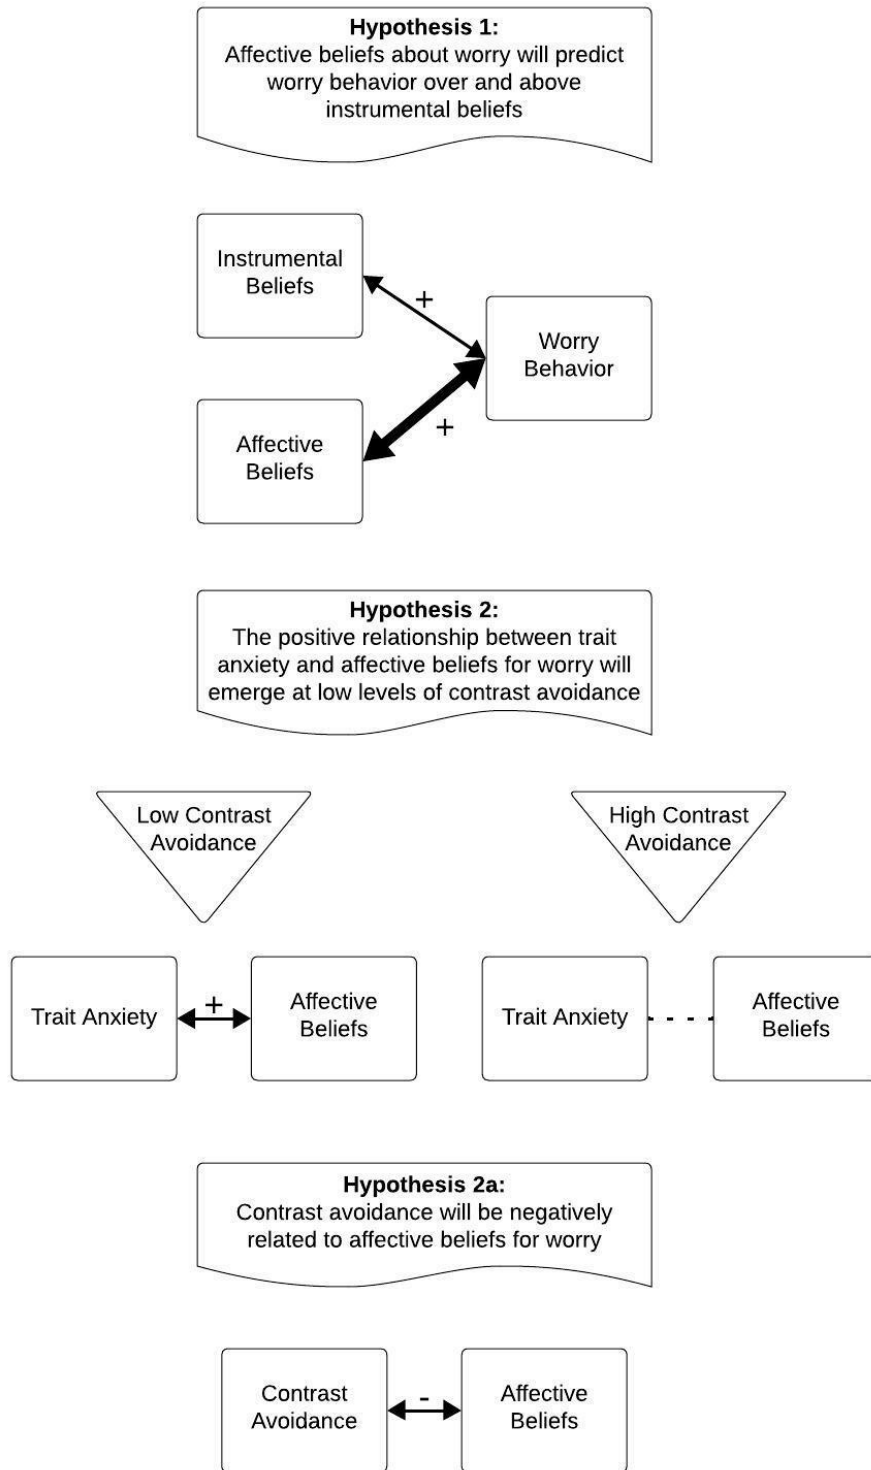 Hypothesis 1:
Affective beliefs about worry will predict
worry behavior over and above
instrumental beliefs
Instrumental
Beliefs
+
Worry
Behavior
+
Affective
Beliefs
Hypothesis 2:
The positive relationship between trait
anxiety and affective beliefs for worry will
emerge at low levels of contrast avoidance
Low Contrast
Avoidance
High Contrast
Avoidance
Trait Anxiety
+
Affective
Beliefs
Trait Anxiety
Affective
Beliefs
Hypothesis 2a:
Contrast avoidance will be negatively
related to affective beliefs for worry
Contrast
Avoidance
-
Affective
Beliefs